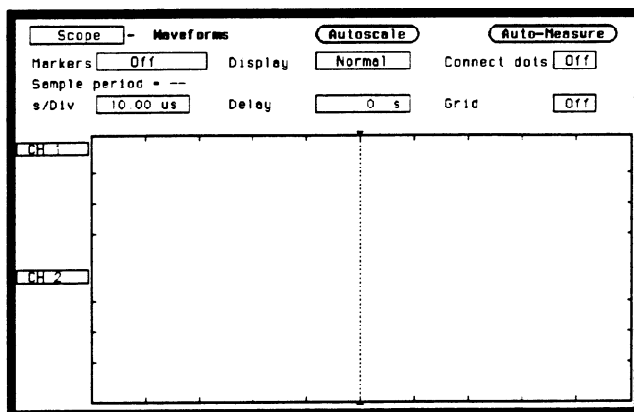 Scope - Waveforms Autoscale Auto-Measure
Markers Off Display Normal Connect dots Off
Sample period = --
s/Div 10.00 us Delay 0 s Grid Off
CH 1
CH 2